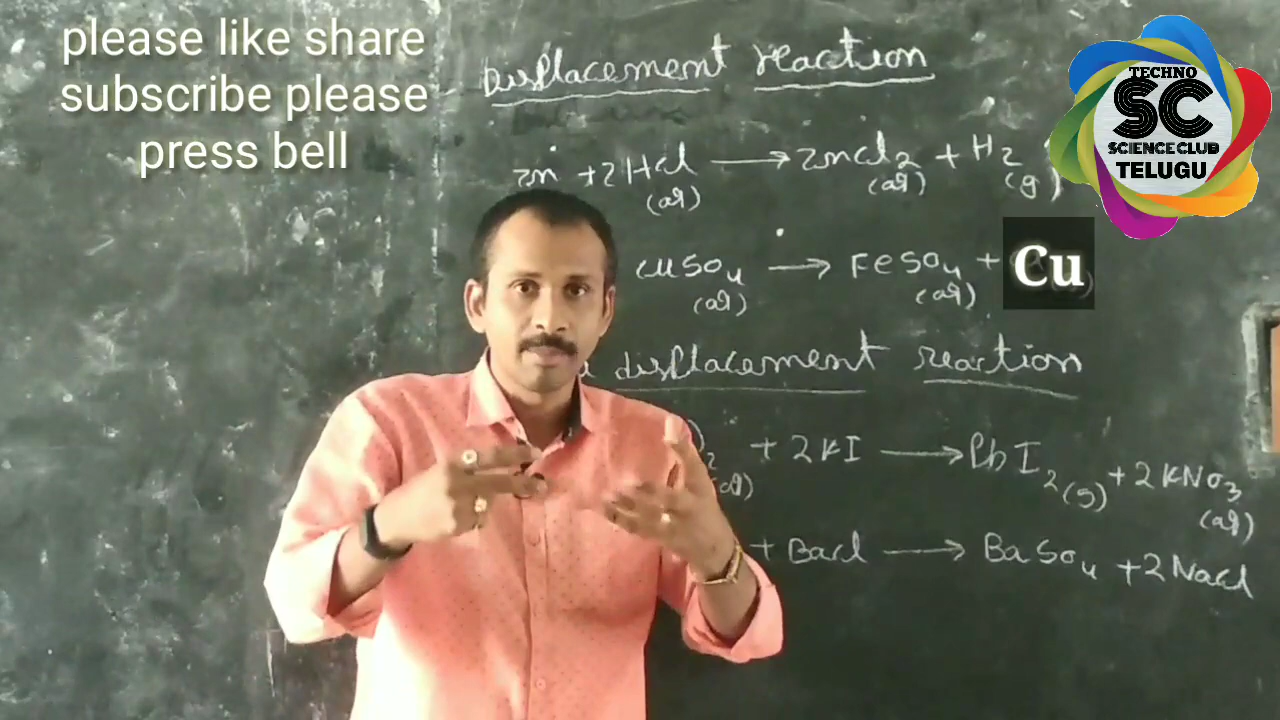 please like share
subscribe please
press bell
TECHNO
SC
SCIENCE CLUB
TELUGU
Displacement reaction
zn + 2HCl → zncl₂ + H₂
(aq) (aq) (g)
cuSO₄ → FeSO₄ + Cu
(aq) (aq)
displacement reaction
+ 2KI → PbI₂(s) + 2KNO₃
(aq) (aq)
+ Bacl → BaSO₄ + 2Nacl